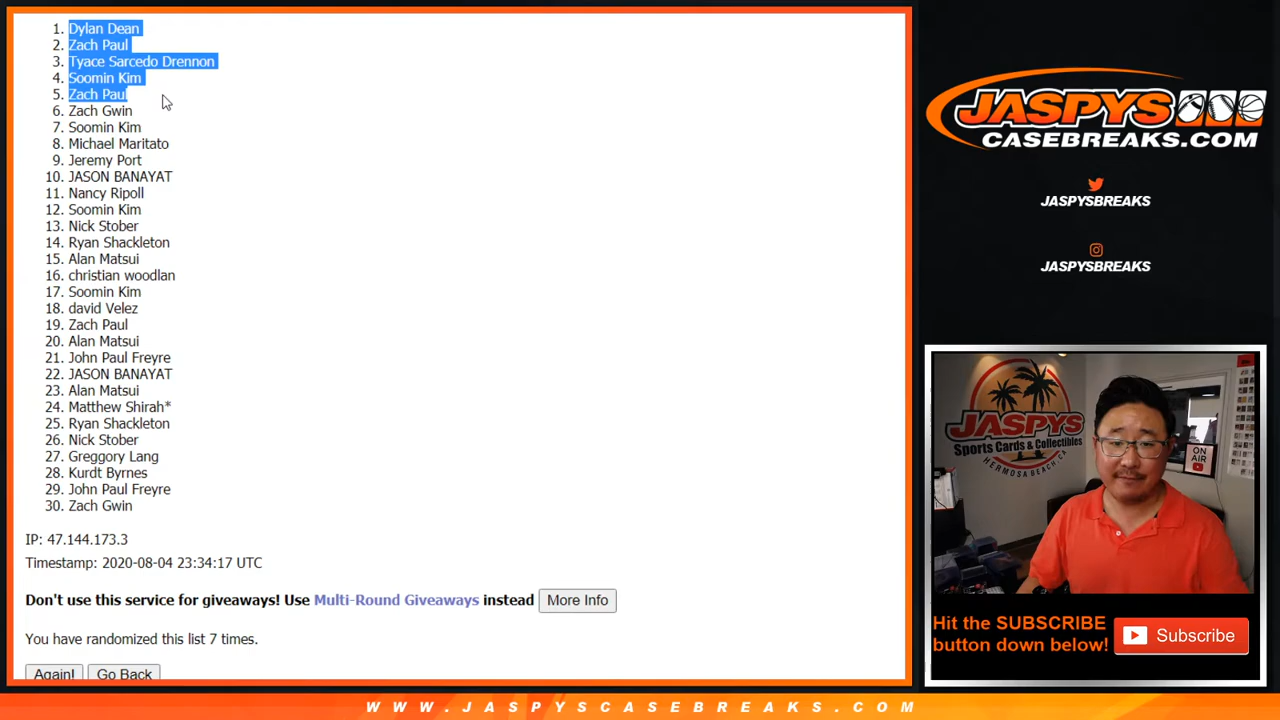 1. Dylan Dean
2. Zach Paul
3. Tyace Sarcedo Drennon
4. Soomin Kim
5. Zach Paul
6. Zach Gwin
7. Soomin Kim
8. Michael Maritato
9. Jeremy Port
10. JASON BANAYAT
11. Nancy Ripoll
12. Soomin Kim
13. Nick Stober
14. Ryan Shackleton
15. Alan Matsui
16. christian woodlan
17. Soomin Kim
18. david Velez
19. Zach Paul
20. Alan Matsui
21. John Paul Freyre
22. JASON BANAYAT
23. Alan Matsui
24. Matthew Shirah*
25. Ryan Shackleton
26. Nick Stober
27. Greggory Lang
28. Kurdt Byrnes
29. John Paul Freyre
30. Zach Gwin
IP: 47.144.173.3
Timestamp: 2020-08-04 23:34:17 UTC
Don't use this service for giveaways! Use Multi-Round Giveaways instead More Info
You have randomized this list 7 times.
Again! Go Back
JASPYS
CASEBREAKS.COM
JASPYSBREAKS
JASPYSBREAKS
JASPYS
Sports Cards & Collectibles
HERMOSA BEACH, CA
ON
AIR
Hit the SUBSCRIBE
button down below!
Subscribe
WWW.JASPYSCASEBREAKS.COM